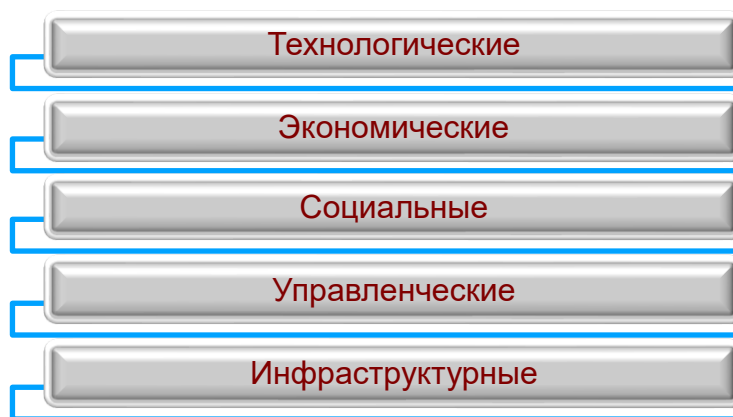 Технологические
Экономические
Социальные
Управленческие
Инфраструктурные